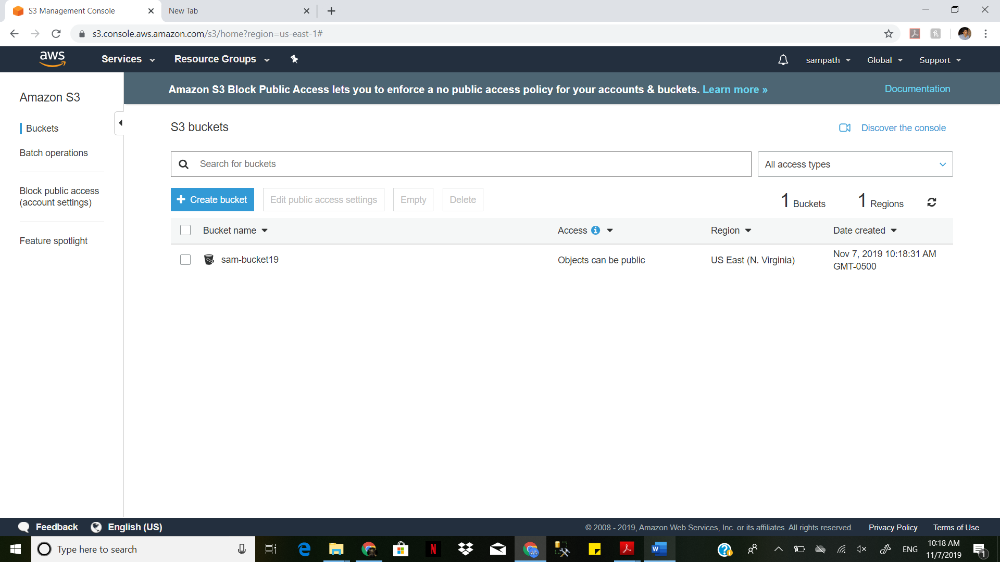 S3 Management Console
New Tab
s3.console.aws.amazon.com/s3/home?region=us-east-1#
aws
Services
Resource Groups
sampath
Global
Support
Amazon S3 Block Public Access lets you to enforce a no public access policy for your accounts & buckets. Learn more »
Documentation
Amazon S3
Buckets
Batch operations
Block public access
(account settings)
Feature spotlight
S3 buckets
Discover the console
Search for buckets
All access types
Create bucket
Edit public access settings
Empty
Delete
1 Buckets
1 Regions
Bucket name
Access
Region
Date created
sam-bucket19
Objects can be public
US East (N. Virginia)
Nov 7, 2019 10:18:31 AM
GMT-0500
Feedback
English (US)
© 2008 - 2019, Amazon Web Services, Inc. or its affiliates. All rights reserved.
Privacy Policy
Terms of Use
Type here to search
ENG
10:18 AM
11/7/2019
1